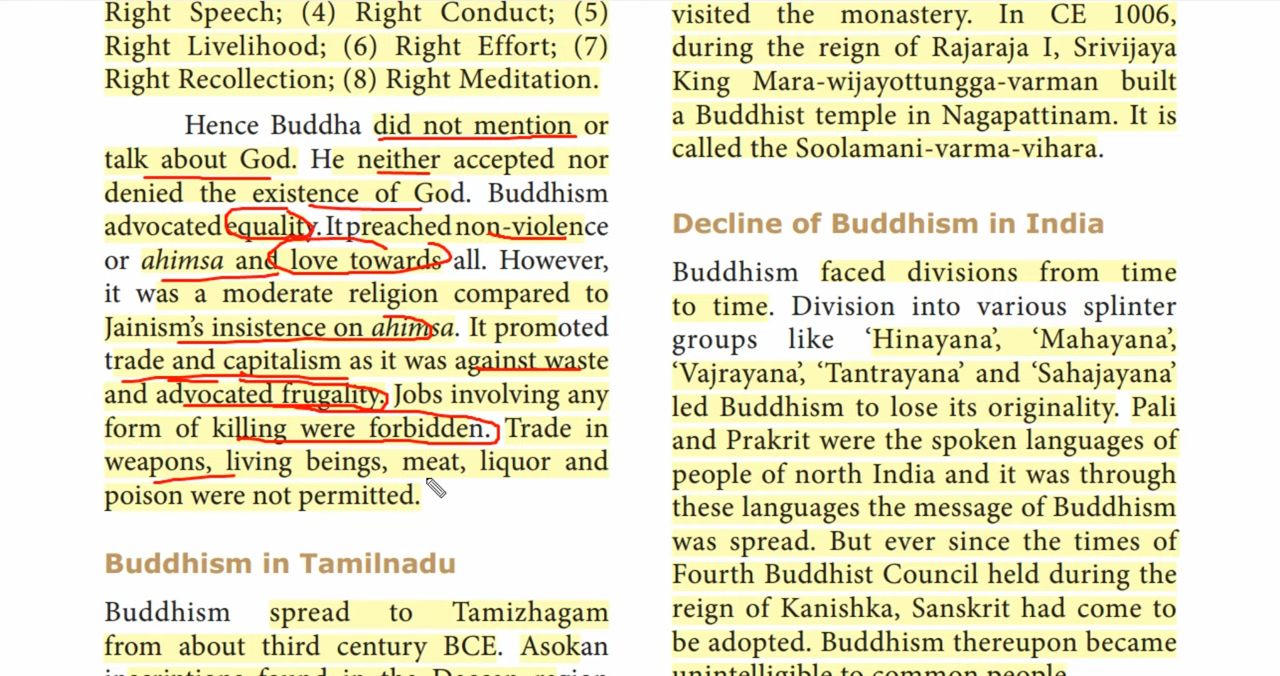 Right Speech; (4) Right Conduct; (5)
Right Livelihood; (6) Right Effort; (7)
Right Recollection; (8) Right Meditation.
Hence Buddha did not mention or
talk about God. He neither accepted nor
denied the existence of God. Buddhism
advocated equality. It preached non-violence
or ahimsa and love towards all. However,
it was a moderate religion compared to
Jainism’s insistence on ahimsa. It promoted
trade and capitalism as it was against waste
and advocated frugality. Jobs involving any
form of killing were forbidden. Trade in
weapons, living beings, meat, liquor and
poison were not permitted.
Buddhism in Tamilnadu
Buddhism spread to Tamizhagam
from about third century BCE. Asokan
inscriptions found in the Deccan region
visited the monastery. In CE 1006,
during the reign of Rajaraja I, Srivijaya
King Mara-wijayottungga-varman built
a Buddhist temple in Nagapattinam. It is
called the Soolamani-varma-vihara.
Decline of Buddhism in India
Buddhism faced divisions from time
to time. Division into various splinter
groups like ‘Hinayana’, ‘Mahayana’,
‘Vajrayana’, ‘Tantrayana’ and ‘Sahajayana’
led Buddhism to lose its originality. Pali
and Prakrit were the spoken languages of
people of north India and it was through
these languages the message of Buddhism
was spread. But ever since the times of
Fourth Buddhist Council held during the
reign of Kanishka, Sanskrit had come to
be adopted. Buddhism thereupon became
unintelligible to common people.